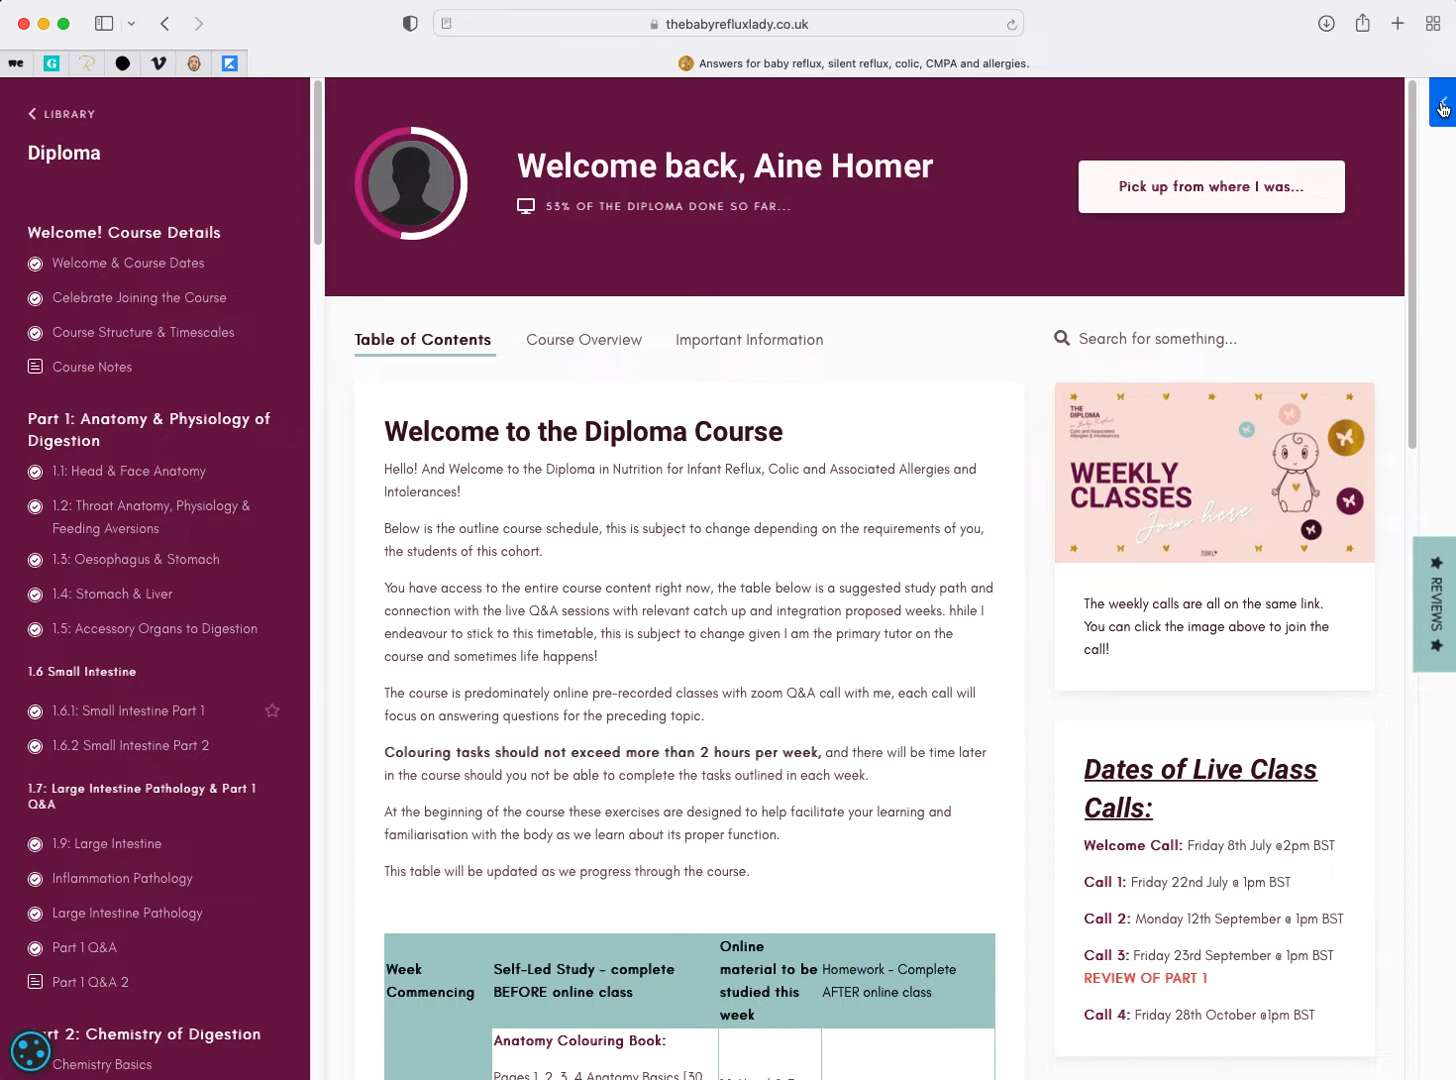 thebabyrefluxlady.co.uk
we
G
R
Answers for baby reflux, silent reflux, colic, CMPA and allergies.
LIBRARY
Diploma
Welcome! Course Details
Welcome & Course Dates
Celebrate Joining the Course
Course Structure & Timescales
Course Notes
Part 1: Anatomy & Physiology of
Digestion
1.1: Head & Face Anatomy
1.2: Throat Anatomy, Physiology &
Feeding Aversions
1.3: Oesophagus & Stomach
1.4: Stomach & Liver
1.5: Accessory Organs to Digestion
1.6 Small Intestine
1.6.1: Small Intestine Part 1
1.6.2 Small Intestine Part 2
1.7: Large Intestine Pathology & Part 1
Q&A
1.9: Large Intestine
Inflammation Pathology
Large Intestine Pathology
Part 1 Q&A
Part 1 Q&A 2
rt 2: Chemistry of Digestion
Chemistry Basics
Welcome back, Aine Homer
53% OF THE DIPLOMA DONE SO FAR...
Pick up from where I was...
Table of Contents
Course Overview
Important Information
Search for something...
Welcome to the Diploma Course
Hello! And Welcome to the Diploma in Nutrition for Infant Reflux, Colic and Associated Allergies and
Intolerances!
Below is the outline course schedule, this is subject to change depending on the requirements of you,
the students of this cohort.
You have access to the entire course content right now, the table below is a suggested study path and
connection with the live Q&A sessions with relevant catch up and integration proposed weeks. hhile I
endeavour to stick to this timetable, this is subject to change given I am the primary tutor on the
course and sometimes life happens!
The course is predominately online pre-recorded classes with zoom Q&A call with me, each call will
focus on answering questions for the preceding topic.
Colouring tasks should not exceed more than 2 hours per week, and there will be time later
in the course should you not be able to complete the tasks outlined in each week.
At the beginning of the course these exercises are designed to help facilitate your learning and
familiarisation with the body as we learn about its proper function.
This table will be updated as we progress through the course.
Week
Commencing
Self-Led Study - complete
BEFORE online class
Online
material to be
studied this
week
Homework - Complete
AFTER online class
Anatomy Colouring Book:
Pages 1, 2, 3, 4 Anatomy Basics [30
THE
DIPLOMA
in Baby Reflux
Colic and Associated
Allergies & Intolerances
WEEKLY
CLASSES
Join here
The weekly calls are all on the same link.
You can click the image above to join the
call!
Dates of Live Class
Calls:
Welcome Call: Friday 8th July @2pm BST
Call 1: Friday 22nd July @ 1pm BST
Call 2: Monday 12th September @ 1pm BST
Call 3: Friday 23rd September @ 1pm BST
REVIEW OF PART 1
Call 4: Friday 28th October @1pm BST
★ REVIEWS ★